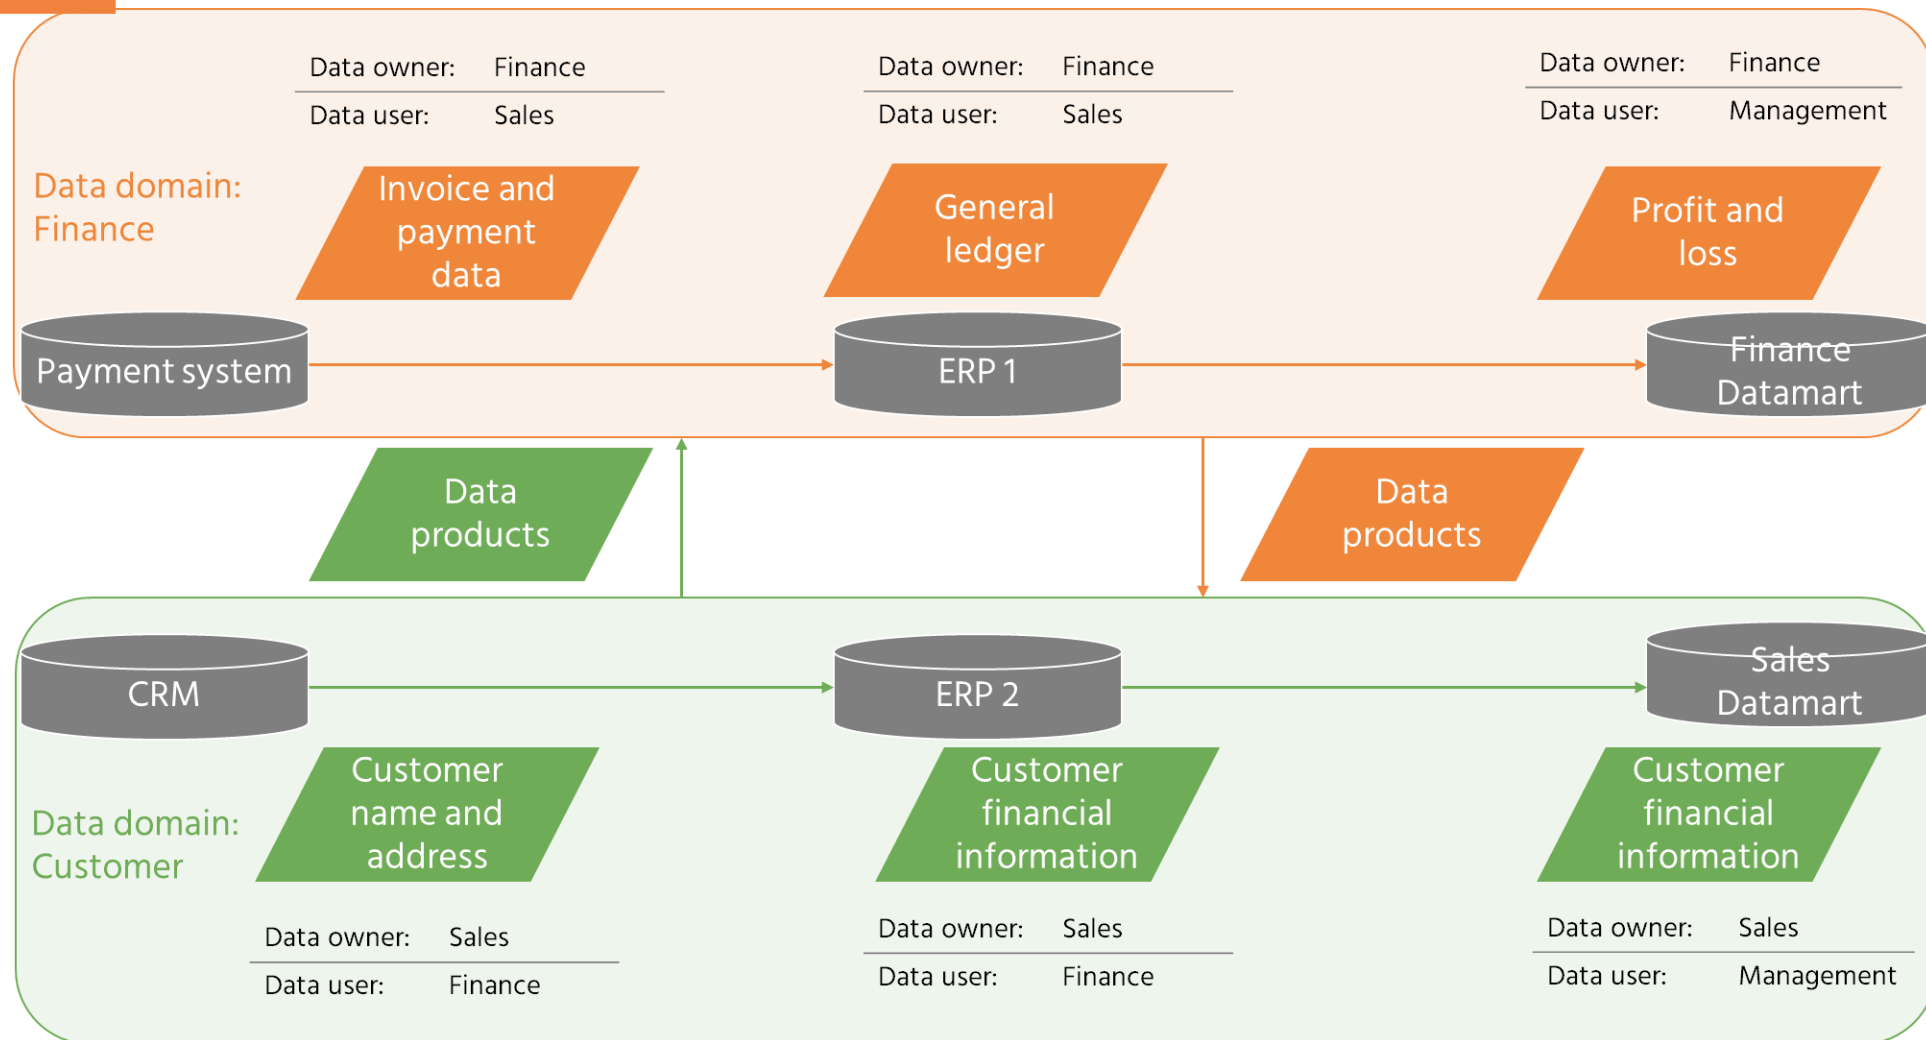 Data owner: Finance
Data user: Sales
Data owner: Finance
Data user: Sales
Data owner: Finance
Data user: Management
Data domain:
Finance
Invoice and
payment
data
General
ledger
Profit and
loss
Payment system
ERP 1
Finance
Datamart
Data
products
Data
products
CRM
ERP 2
Sales
Datamart
Data domain:
Customer
Customer
name and
address
Customer
financial
information
Customer
financial
information
Data owner: Sales
Data user: Finance
Data owner: Sales
Data user: Finance
Data owner: Sales
Data user: Management